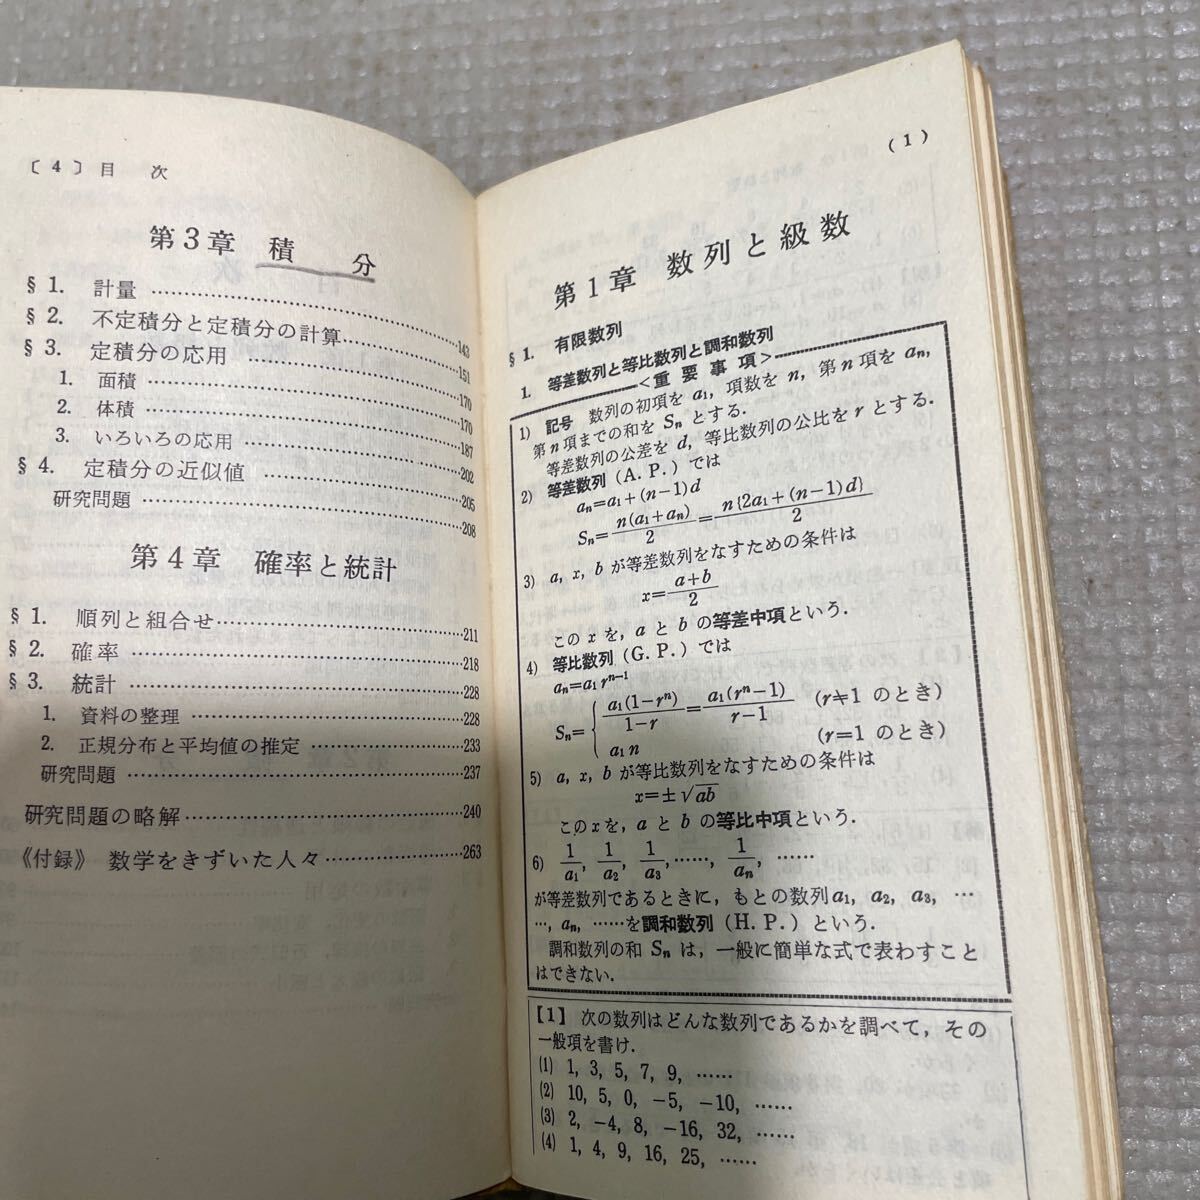 〔4〕目　次
第3章　積　分
§1.　計量 ……………………143
§2.　不定積分と定積分の計算……………151
§3.　定積分の応用 ……………………170
1.　面積 ……………………170
2.　体積 ……………………187
3.　いろいろの応用 ……………………202
§4.　定積分の近似値 ……………………205
研究問題 ……………………208
第4章　確率と統計
§1.　順列と組合せ……………………211
§2.　確率……………………218
§3.　統計……………………228
1.　資料の整理……………………228
2.　正規分布と平均値の推定……………233
研究問題……………………237
研究問題の略解……………………240
《付録》　数学をきずいた人々……………263
(1)
第1章　数列と級数
§1.　有限数列
1.　等差数列と等比数列と調和数列
<重要事項>
1)　記号　数列の初項を a₁, 項数を n, 第n項を aₙ,
第n項までの和を Sₙ とする.
等差数列の公差を d, 等比数列の公比を r とする.
2)　等差数列 (A. P.) では
aₙ=a₁+(n−1)d
Sₙ=n(a₁+aₙ)/2=n{2a₁+(n−1)d}/2
3)　a, x, b が等差数列をなすための条件は
x=(a+b)/2
この x を, a と b の等差中項という.
4)　等比数列 (G. P.) では
aₙ=a₁rⁿ⁻¹
Sₙ={ a₁(1−rⁿ)/(1−r)=a₁(rⁿ−1)/(r−1)　(r≠1 のとき)
a₁n　(r=1 のとき)
5)　a, x, b が等比数列をなすための条件は
x=±√ab
このxを, a と b の等比中項という.
6)　1/a₁, 1/a₂, 1/a₃, ……, 1/aₙ, ……
が等差数列であるときに, もとの数列a₁, a₂, a₃, …
…, aₙ, ……を調和数列 (H. P.) という.
調和数列の和 Sₙ は, 一般に簡単な式で表わすこと
はできない.
【1】 次の数列はどんな数列であるかを調べて, その
一般項を書け.
(1)　1, 3, 5, 7, 9, ……
(2)　10, 5, 0, −5, −10, ……
(3)　2, −4, 8, −16, 32, ……
(4)　1, 4, 9, 16, 25, ……